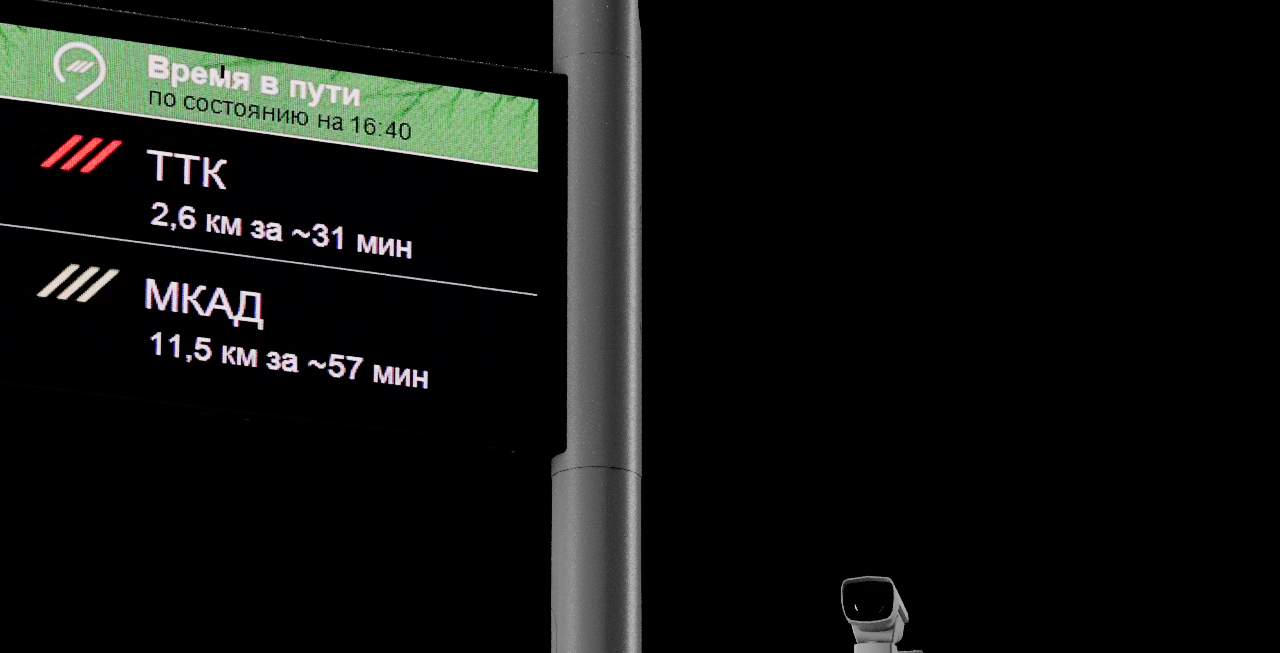 Время в пути
по состоянию на 16:40
ТТК
2,6 км за ~31 мин
МКАД
11,5 км за ~57 мин